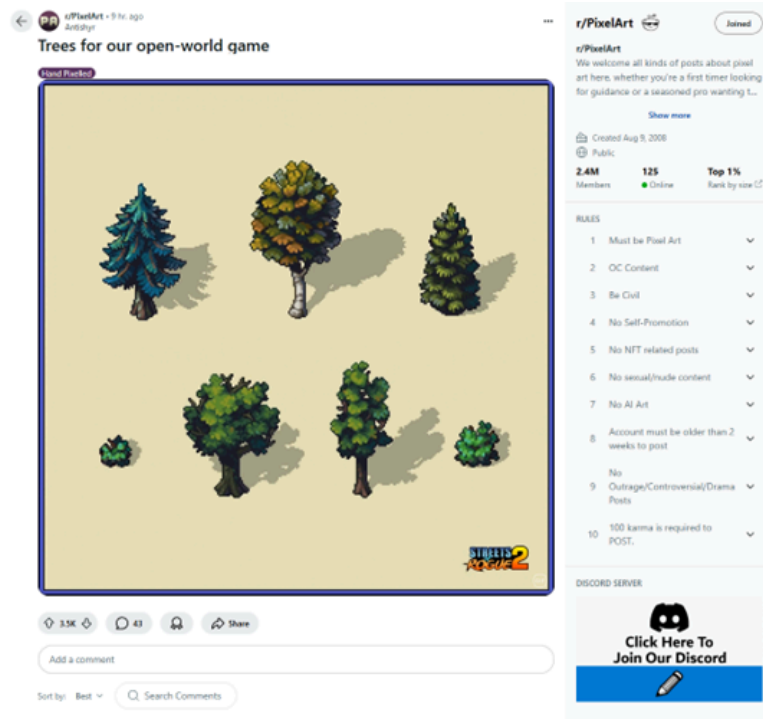 r/PixelArt • 9 hr. ago
Antishyr
Trees for our open-world game
Hand Pixelled
STREETS
ROGUE 2
3.5K
43
Share
Add a comment
Sort by: Best
Search Comments
r/PixelArt
Joined
r/PixelArt
We welcome all kinds of posts about pixel
art here, whether you're a first timer looking
for guidance or a seasoned pro wanting t...
Show more
Created Aug 9, 2008
Public
2.4M 125 Top 1%
Members Online Rank by size
RULES
1 Must be Pixel Art
2 OC Content
3 Be Civil
4 No Self-Promotion
5 No NFT related posts
6 No sexual/nude content
7 No AI Art
8 Account must be older than 2
weeks to post
9 No
Outrage/Controversial/Drama
Posts
10 100 karma is required to
POST.
DISCORD SERVER
Click Here To
Join Our Discord